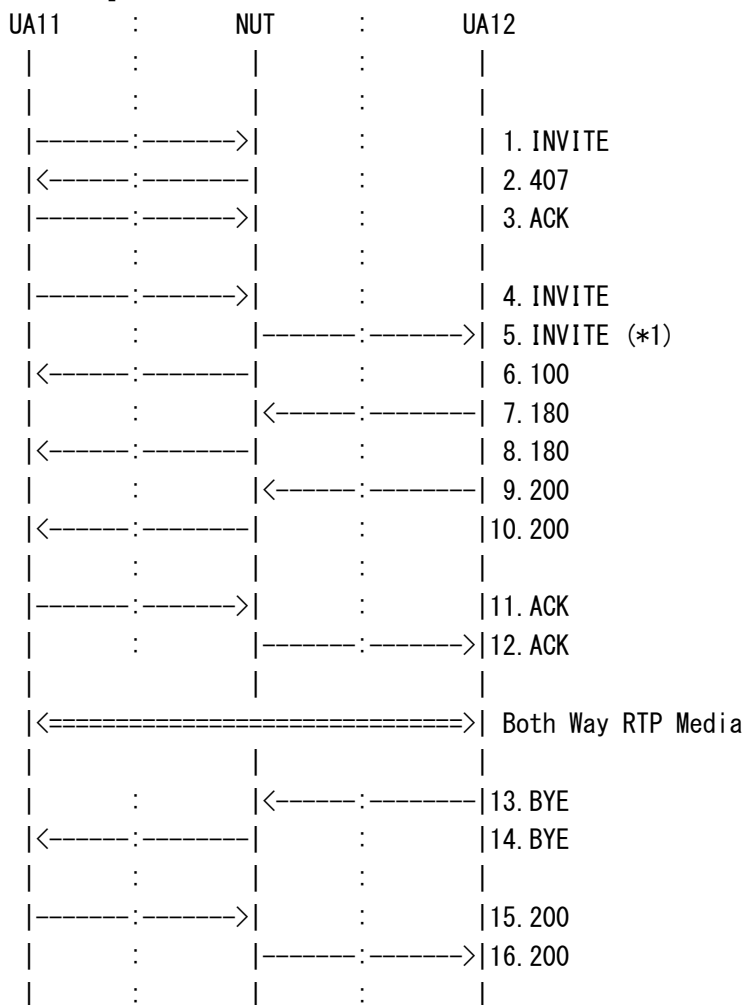 UA11 : NUT : UA12
| : | : |
| : | : |
|-------:------->| : | 1. INVITE
|<------:--------| : | 2. 407
|-------:------->| : | 3. ACK
| : | : |
|-------:------->| : | 4. INVITE
| : |-------:------->| 5. INVITE (*1)
|<------:--------| : | 6. 100
| : |<------:--------| 7. 180
|<------:--------| : | 8. 180
| : |<------:--------| 9. 200
|<------:--------| : |10. 200
| : | : |
|-------:------->| : |11. ACK
| : |-------:------->|12. ACK
| | |
|<===============================>| Both Way RTP Media
| | |
| : |<------:--------|13. BYE
|<------:--------| : |14. BYE
| : | : |
|-------:------->| : |15. 200
| : |-------:------->|16. 200
| : | : |